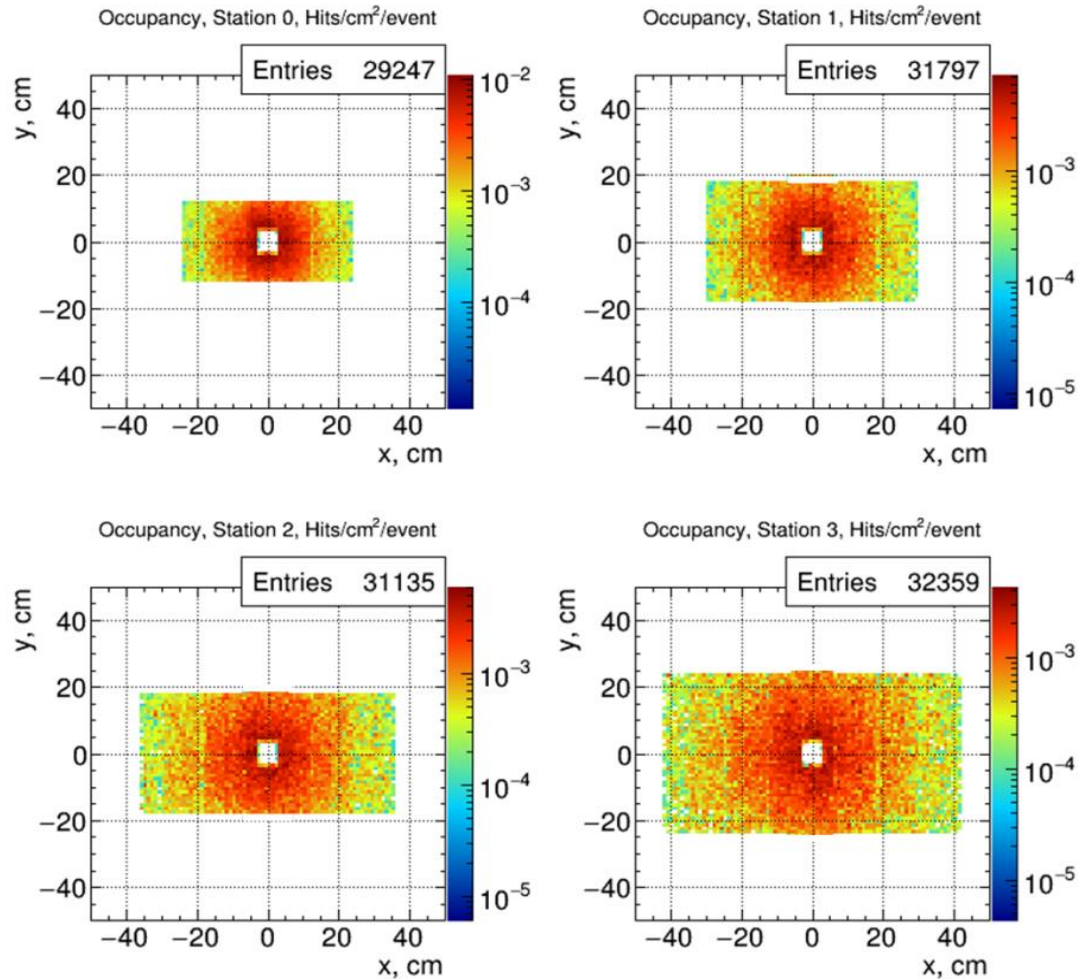 Occupancy, Station 0, Hits/cm²/event
Entries 29247
y, cm
40
20
0
−20
−40
−40 −20 0 20 40
x, cm
10⁻²
10⁻³
10⁻⁴
Occupancy, Station 1, Hits/cm²/event
Entries 31797
y, cm
40
20
0
−20
−40
−40 −20 0 20 40
x, cm
10⁻³
10⁻⁴
10⁻⁵
Occupancy, Station 2, Hits/cm²/event
Entries 31135
y, cm
40
20
0
−20
−40
−40 −20 0 20 40
x, cm
10⁻³
10⁻⁴
10⁻⁵
Occupancy, Station 3, Hits/cm²/event
Entries 32359
y, cm
40
20
0
−20
−40
−40 −20 0 20 40
x, cm
10⁻³
10⁻⁴
10⁻⁵